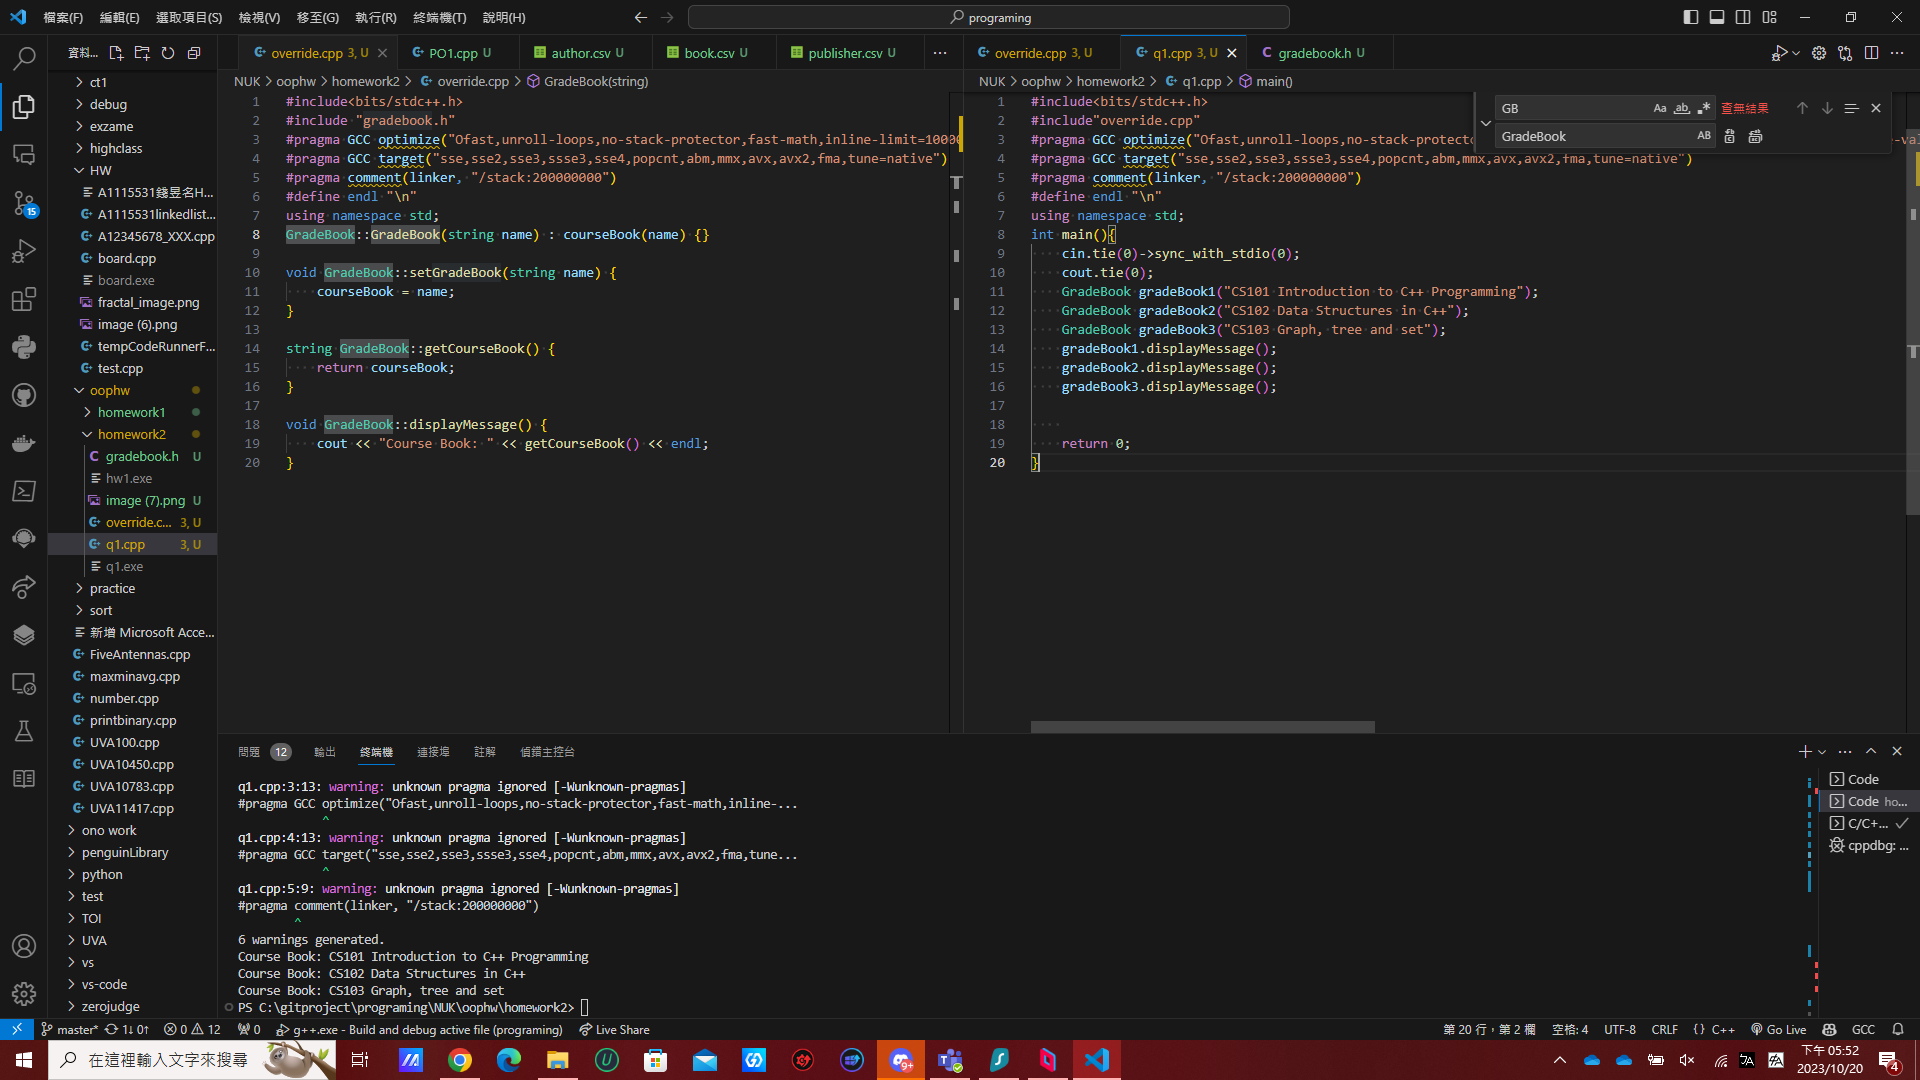 檔案(F) 編輯(E) 選取項目(S) 檢視(V) 移至(G) 執行(R) 終端機(T) 說明(H)
programing
資料...
ct1
debug
exzame
highclass
HW
A1115531錢昱名H...
A1115531linkedlist...
A12345678_XXX.cpp
board.cpp
board.exe
fractal_image.png
image (6).png
tempCodeRunnerF...
test.cpp
oophw
homework1
homework2
gradebook.h U
hw1.exe
image (7).png U
override.c... 3, U
q1.cpp 3, U
q1.exe
practice
sort
新增 Microsoft Acce...
FiveAntennas.cpp
maxminavg.cpp
number.cpp
printbinary.cpp
UVA100.cpp
UVA10450.cpp
UVA10783.cpp
UVA11417.cpp
ono work
penguinLibrary
python
test
TOI
UVA
vs
vs-code
zerojudge
15
override.cpp 3, U PO1.cpp U author.csv U book.csv U publisher.csv U
NUK > oophw > homework2 > override.cpp > GradeBook(string)
1 #include<bits/stdc++.h>
2 #include "gradebook.h"
3 #pragma GCC optimize("Ofast,unroll-loops,no-stack-protector,fast-math,inline-limit=10000
4 #pragma GCC target("sse,sse2,sse3,ssse3,sse4,popcnt,abm,mmx,avx,avx2,fma,tune=native")
5 #pragma comment(linker, "/stack:200000000")
6 #define endl "\n"
7 using namespace std;
8 GradeBook::GradeBook(string name) : courseBook(name) {}
9
10 void GradeBook::setGradeBook(string name) {
11 courseBook = name;
12 }
13
14 string GradeBook::getCourseBook() {
15 return courseBook;
16 }
17
18 void GradeBook::displayMessage() {
19 cout << "Course Book: " << getCourseBook() << endl;
20 }
override.cpp 3, U q1.cpp 3, U gradebook.h U
NUK > oophw > homework2 > q1.cpp > main()
1 #include<bits/stdc++.h>
2 #include"override.cpp"
3 #pragma GCC optimize("Ofast,unroll-loops,no-stack-protecto
4 #pragma GCC target("sse,sse2,sse3,ssse3,sse4,popcnt,abm,mmx,avx,avx2,fma,tune=native")
5 #pragma comment(linker, "/stack:200000000")
6 #define endl "\n"
7 using namespace std;
8 int main(){
9 cin.tie(0)->sync_with_stdio(0);
10 cout.tie(0);
11 GradeBook gradeBook1("CS101 Introduction to C++ Programming");
12 GradeBook gradeBook2("CS102 Data Structures in C++");
13 GradeBook gradeBook3("CS103 Graph, tree and set");
14 gradeBook1.displayMessage();
15 gradeBook2.displayMessage();
16 gradeBook3.displayMessage();
17
18
19 return 0;
20 }
GB Aa ab 查無結果
GradeBook AB
問題 12 輸出 終端機 連接埠 註解 偵錯主控台
q1.cpp:3:13: warning: unknown pragma ignored [-Wunknown-pragmas]
#pragma GCC optimize("Ofast,unroll-loops,no-stack-protector,fast-math,inline-...
^
q1.cpp:4:13: warning: unknown pragma ignored [-Wunknown-pragmas]
#pragma GCC target("sse,sse2,sse3,ssse3,sse4,popcnt,abm,mmx,avx,avx2,fma,tune...
^
q1.cpp:5:9: warning: unknown pragma ignored [-Wunknown-pragmas]
#pragma comment(linker, "/stack:200000000")
^
6 warnings generated.
Course Book: CS101 Introduction to C++ Programming
Course Book: CS102 Data Structures in C++
Course Book: CS103 Graph, tree and set
PS C:\gitproject\programing\NUK\oophw\homework2>
Code
Code ho...
C/C+...
cppdbg: ...
master* 1↓ 0↑ 0 12 0 g++.exe - Build and debug active file (programing) Live Share
第 20 行，第 2 欄 空格: 4 UTF-8 CRLF {} C++ Go Live GCC
在這裡輸入文字來搜尋
9+
下午 05:52
2023/10/20
4